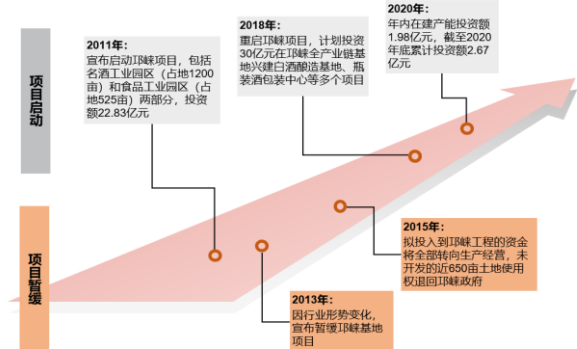 项目启动
2011年：
宣布启动邛崃项目，包括
名酒工业园区（占地1200
亩）和食品工业园区（占
地525亩）两部分，投资
额22.83亿元
2018年：
重启邛崃项目，计划投资
30亿元在邛崃全产业链基
地兴建白酒酿造基地、瓶
装酒包装中心等多个项目
2020年：
年内在建产能投资额
1.98亿元，截至2020
年底累计投资额2.67
亿元
项目暂缓
2013年：
因行业形势变化，
宣布暂缓邛崃基地
项目
2015年：
拟投入到邛崃工程的资金
将全部转向生产经营，未
开发的近650亩土地使用
权退回邛崃政府